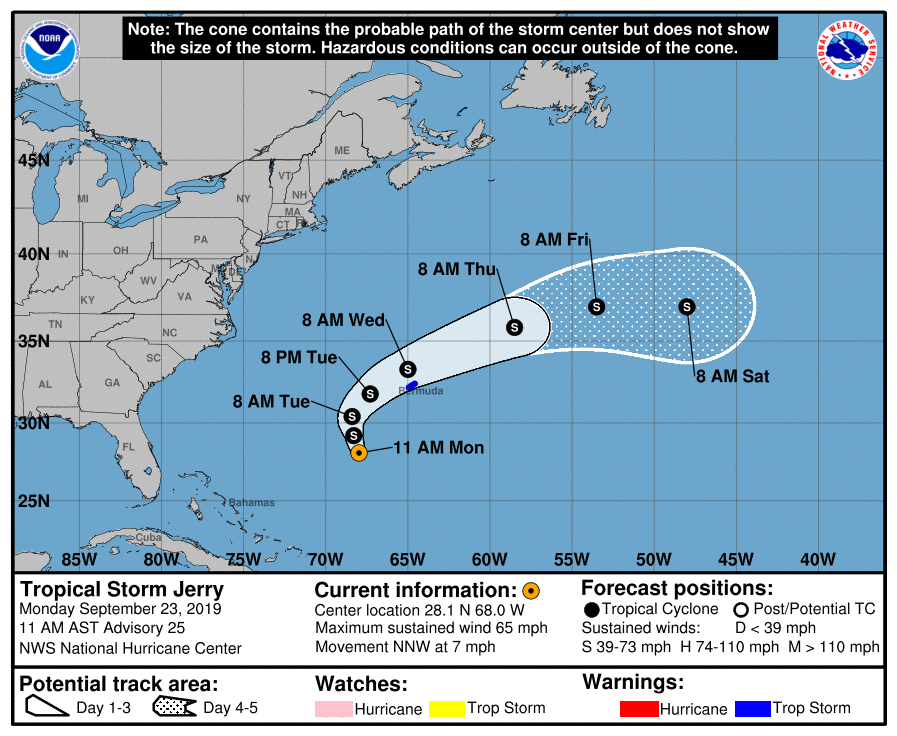 Note: The cone contains the probable path of the storm center but does not show
the size of the storm. Hazardous conditions can occur outside of the cone.
NOAA
NATIONAL WEATHER SERVICE
45N
40N
35N
30N
25N
ME
VT
NH
MA
CT
NY
MI
PA
IN
OH
WV
KY
VA
TN
NC
SC
AL
GA
FL
DE
Bermuda
Bahamas
Cuba
8 AM Fri
8 AM Thu
8 AM Wed
8 PM Tue
8 AM Sat
8 AM Tue
11 AM Mon
S
S
S
S
S
S
S
85W 80W 75W 70W 65W 60W 55W 50W 45W 40W
Tropical Storm Jerry
Monday September 23, 2019
11 AM AST Advisory 25
NWS National Hurricane Center
Current information:
Center location 28.1 N 68.0 W
Maximum sustained wind 65 mph
Movement NNW at 7 mph
Forecast positions:
Tropical Cyclone Post/Potential TC
Sustained winds: D < 39 mph
S 39-73 mph H 74-110 mph M > 110 mph
Potential track area:
Day 1-3 Day 4-5
Watches:
Hurricane Trop Storm
Warnings:
Hurricane Trop Storm